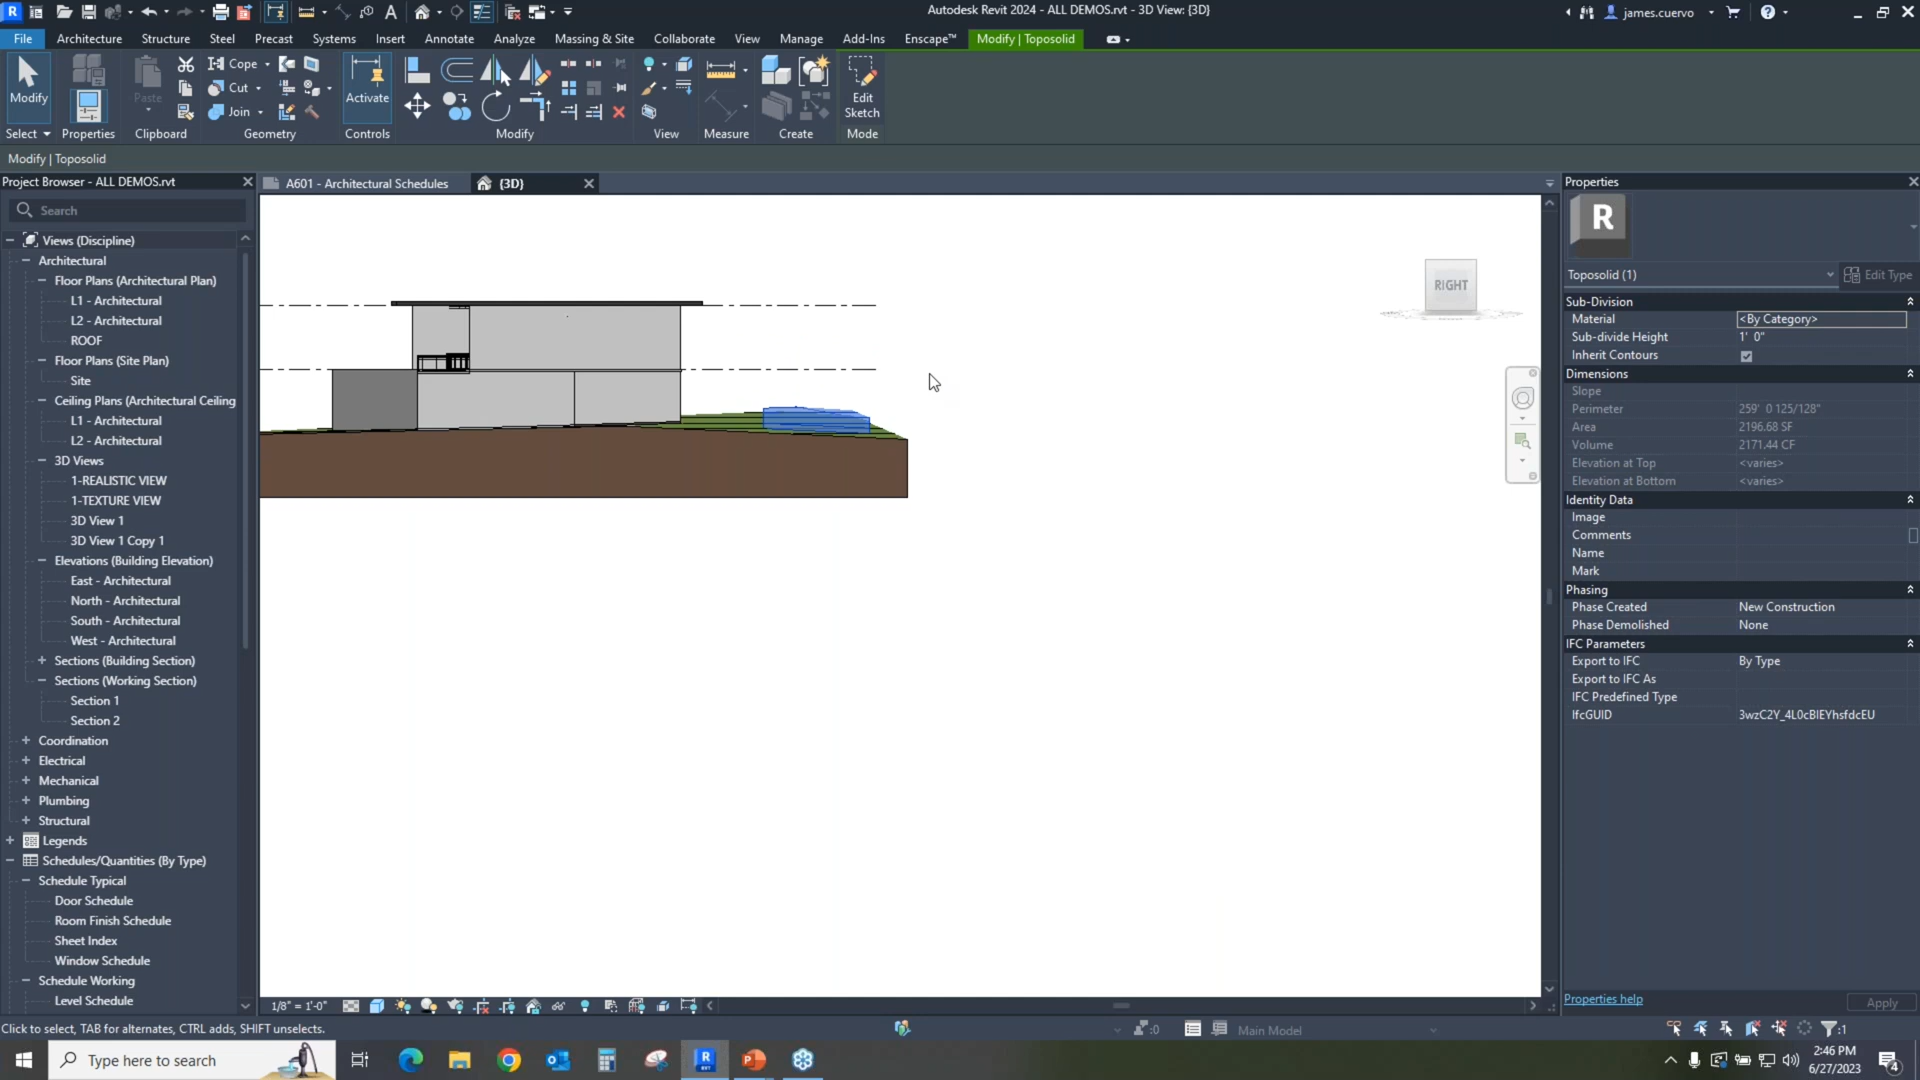 Autodesk Revit 2024 - ALL DEMOS.rvt - 3D View: {3D}
james.cuervo
File Architecture Structure Steel Precast Systems Insert Annotate Analyze Massing & Site Collaborate View Manage Add-Ins Enscape™ Modify | Toposolid
Modify
Paste
Cope
Cut
Join
Activate
Edit
Sketch
Select Properties Clipboard Geometry Controls Modify View Measure Create Mode
Modify | Toposolid
Project Browser - ALL DEMOS.rvt
A601 - Architectural Schedules
{3D}
Search
Views (Discipline)
Architectural
Floor Plans (Architectural Plan)
L1 - Architectural
L2 - Architectural
ROOF
Floor Plans (Site Plan)
Site
Ceiling Plans (Architectural Ceiling
L1 - Architectural
L2 - Architectural
3D Views
1-REALISTIC VIEW
1-TEXTURE VIEW
3D View 1
3D View 1 Copy 1
Elevations (Building Elevation)
East - Architectural
North - Architectural
South - Architectural
West - Architectural
Sections (Building Section)
Sections (Working Section)
Section 1
Section 2
Coordination
Electrical
Mechanical
Plumbing
Structural
Legends
Schedules/Quantities (By Type)
Schedule Typical
Door Schedule
Room Finish Schedule
Sheet Index
Window Schedule
Schedule Working
Level Schedule
RIGHT
Properties
R
Toposolid (1)
Edit Type
Sub-Division
Material <By Category>
Sub-divide Height 1' 0"
Inherit Contours
Dimensions
Slope
Perimeter 259' 0 125/128"
Area 2196.68 SF
Volume 2171.44 CF
Elevation at Top <varies>
Elevation at Bottom <varies>
Identity Data
Image
Comments
Name
Mark
Phasing
Phase Created New Construction
Phase Demolished None
IFC Parameters
Export to IFC By Type
Export to IFC As
IFC Predefined Type
IfcGUID 3wzC2Y_4L0cBIEYhsfdcEU
Properties help
Apply
1/8" = 1'-0"
Click to select, TAB for alternates, CTRL adds, SHIFT unselects.
:0
Main Model
:1
Type here to search
2:46 PM
6/27/2023
4